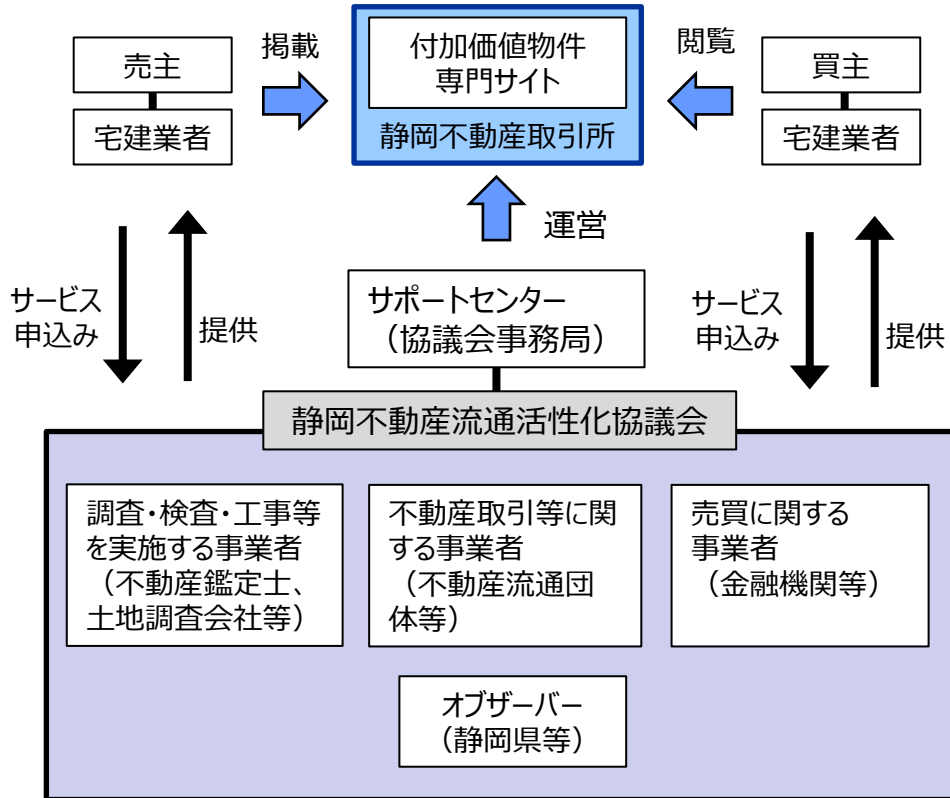 売主
宅建業者
掲載
付加価値物件
専門サイト
静岡不動産取引所
閲覧
買主
宅建業者
運営
サービス
申込み
提供
サポートセンター
（協議会事務局）
サービス
申込み
提供
静岡不動産流通活性化協議会
調査・検査・工事等
を実施する事業者
（不動産鑑定士、
土地調査会社等）
不動産取引等に関
する事業者
（不動産流通団
体等）
売買に関する
事業者
（金融機関等）
オブザーバー
（静岡県等）